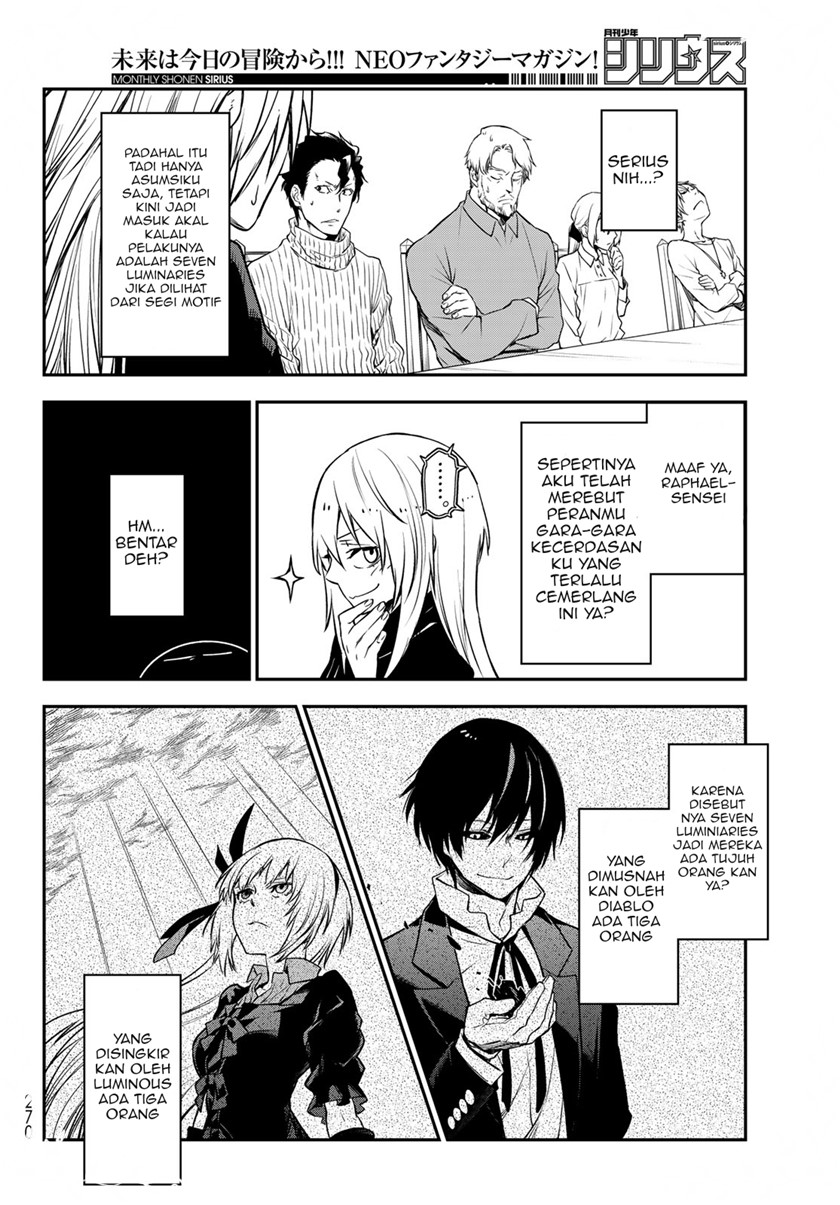 未来は今日の冒険から!!! NEOファンタジーマガジン!
月刊少年
シリウス
MONTHLY SHONEN SIRIUS
SERIUS
NIH...?
PADAHAL ITU
TADI HANYA
ASUMSIKU
SAJA, TETAPI
KINI JADI
MASUK AKAL
KALAU
PELAKUNYA
ADALAH SEVEN
LUMINARIES
JIKA DILIHAT
DARI SEGI MOTIF
MAAF YA,
RAPHAEL-
SENSEI
SEPERTINYA
AKU TELAH
MEREBUT
PERANMU
GARA-GARA
KECERDASAN
KU YANG
TERLALU
CEMERLANG
INI YA?
......
HM...
BENTAR
DEH?
KARENA
DISEBUT
NYA SEVEN
LUMINIARIES
JADI MEREKA
ADA TUJUH
ORANG KAN
YA?
YANG
DIMUSNAH
KAN OLEH
DIABLO
ADA TIGA
ORANG
YANG
DISINGKIR
KAN OLEH
LUMINOUS
ADA TIGA
ORANG
270